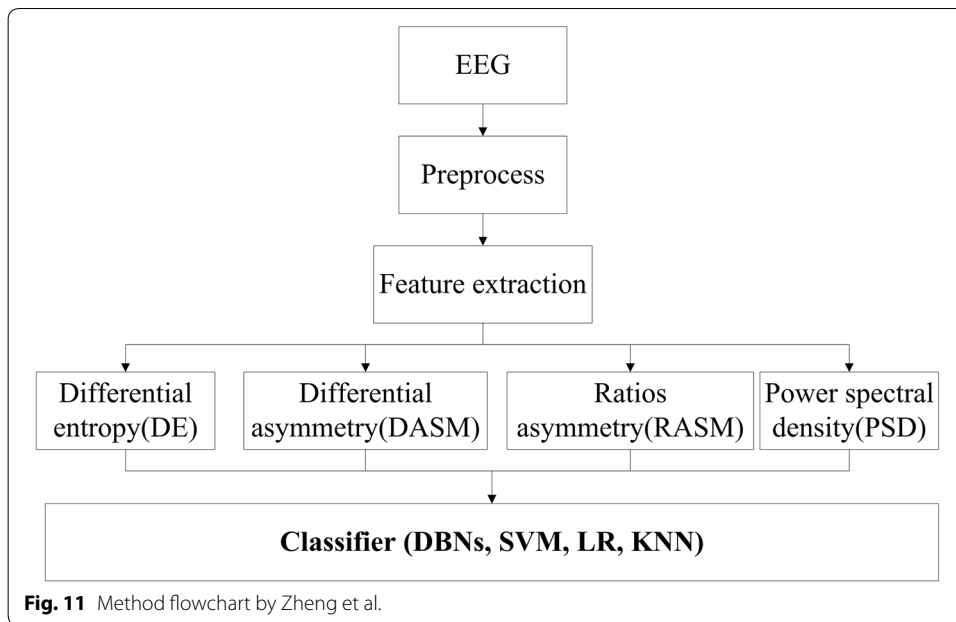 EEG
Preprocess
Feature extraction
Differential
entropy(DE)
Differential
asymmetry(DASM)
Ratios
asymmetry(RASM)
Power spectral
density(PSD)
Classifier (DBNs, SVM, LR, KNN)
Fig. 11 Method flowchart by Zheng et al.